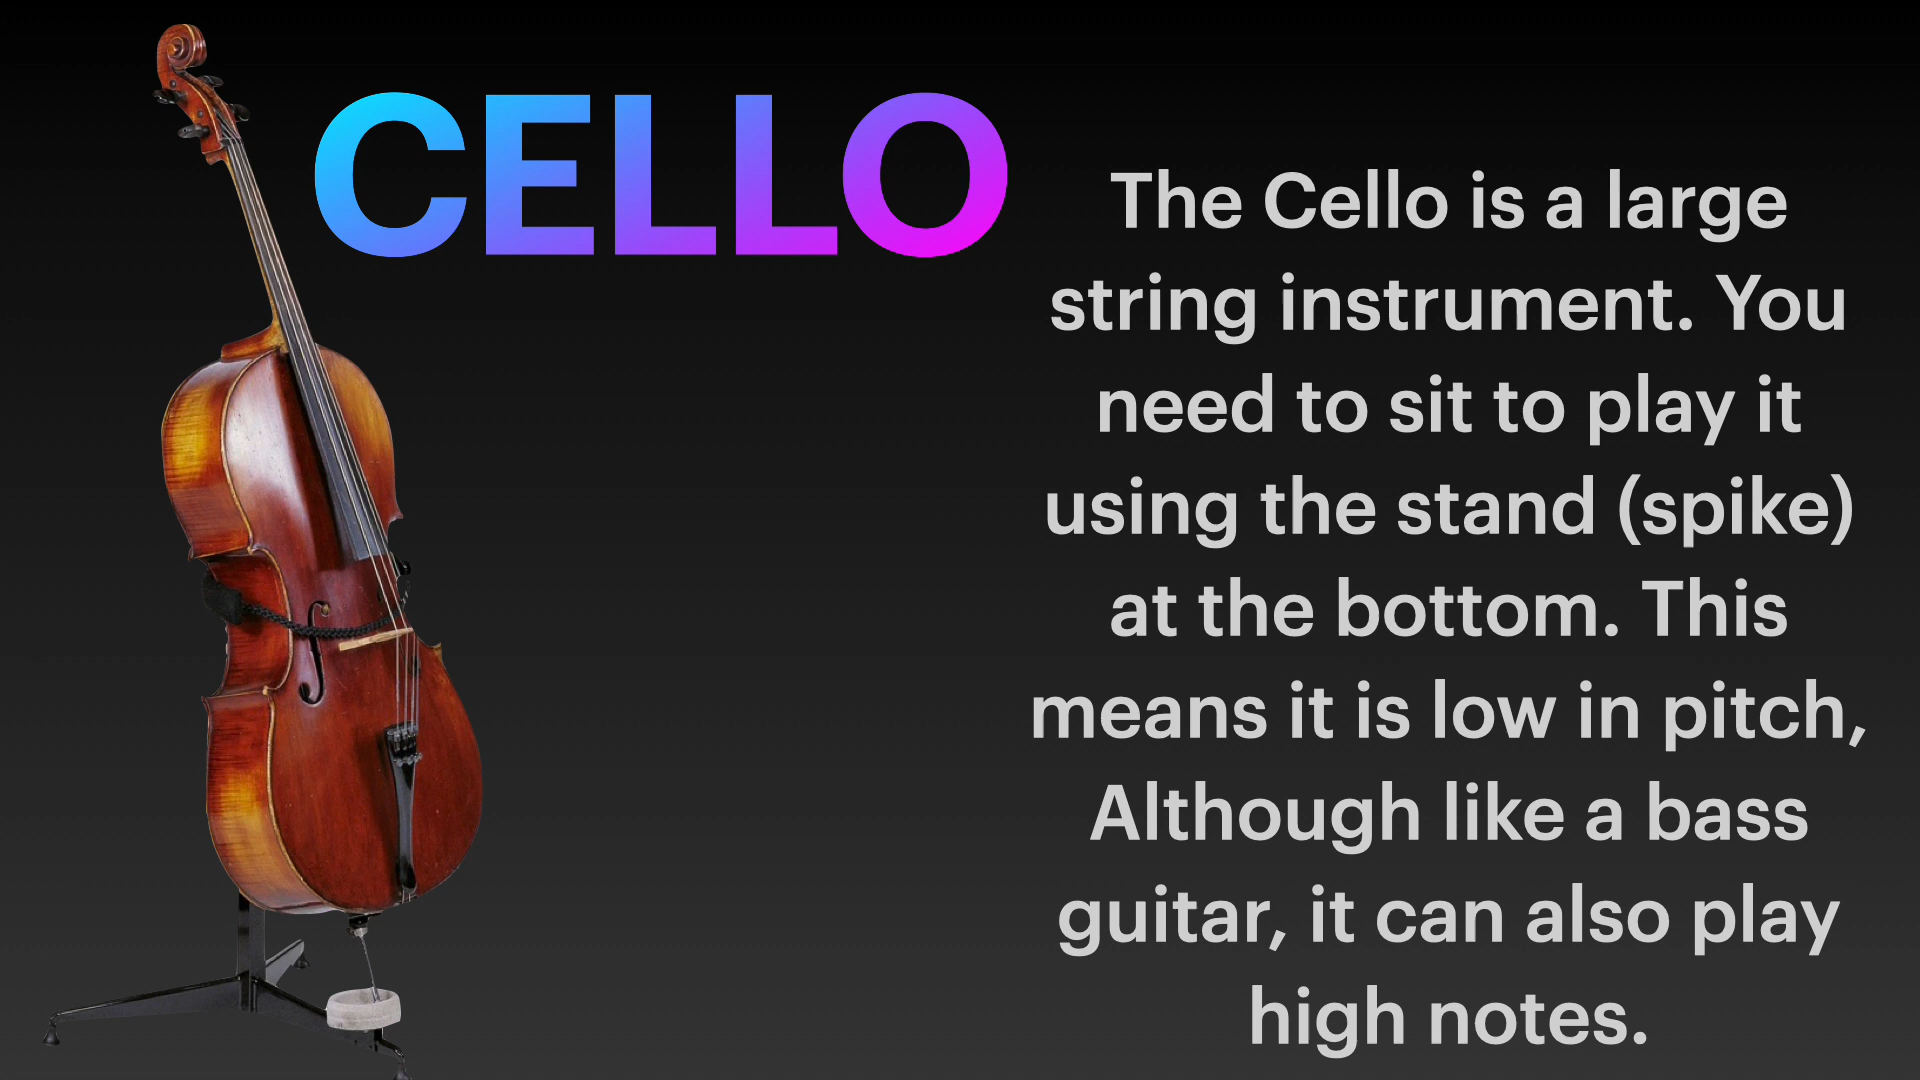 CELLO
The Cello is a large
string instrument. You
need to sit to play it
using the stand (spike)
at the bottom. This
means it is low in pitch,
Although like a bass
guitar, it can also play
high notes.